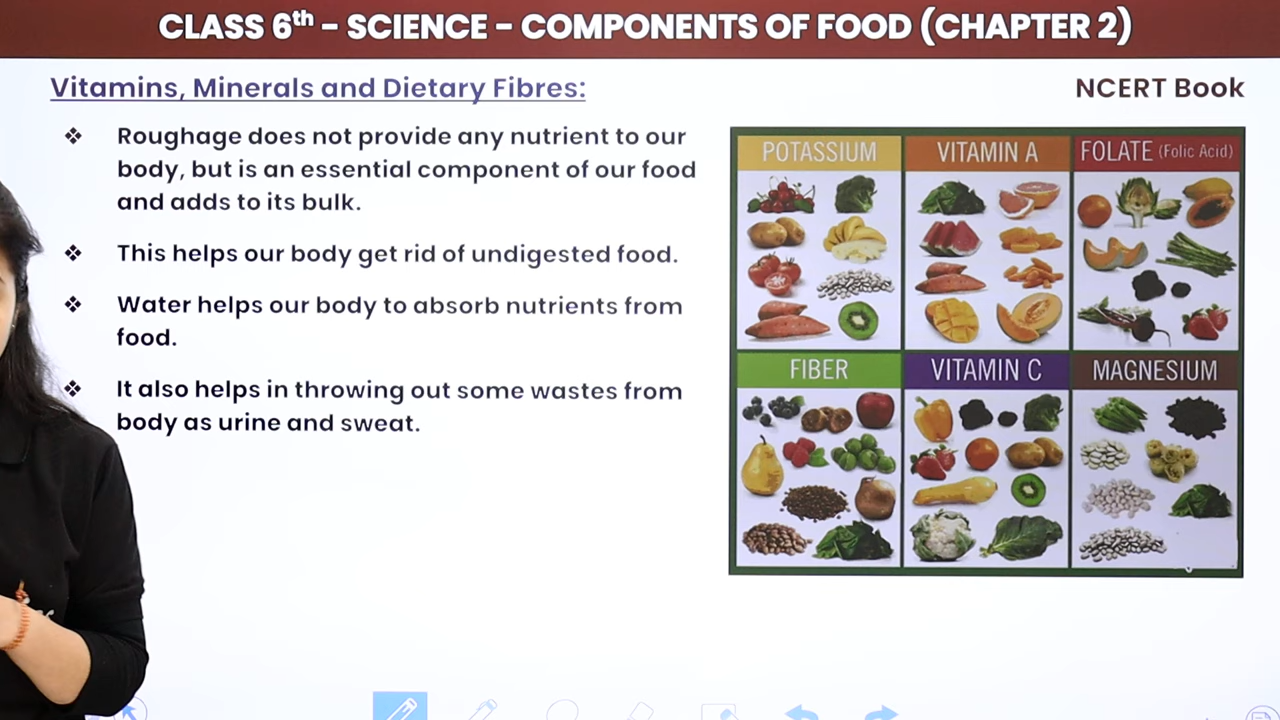 CLASS 6th - SCIENCE - COMPONENTS OF FOOD (CHAPTER 2)
Vitamins, Minerals and Dietary Fibres:
NCERT Book
❖ Roughage does not provide any nutrient to our
body, but is an essential component of our food
and adds to its bulk.
❖ This helps our body get rid of undigested food.
❖ Water helps our body to absorb nutrients from
food.
❖ It also helps in throwing out some wastes from
body as urine and sweat.
POTASSIUM
VITAMIN A
FOLATE (Folic Acid)
FIBER
VITAMIN C
MAGNESIUM